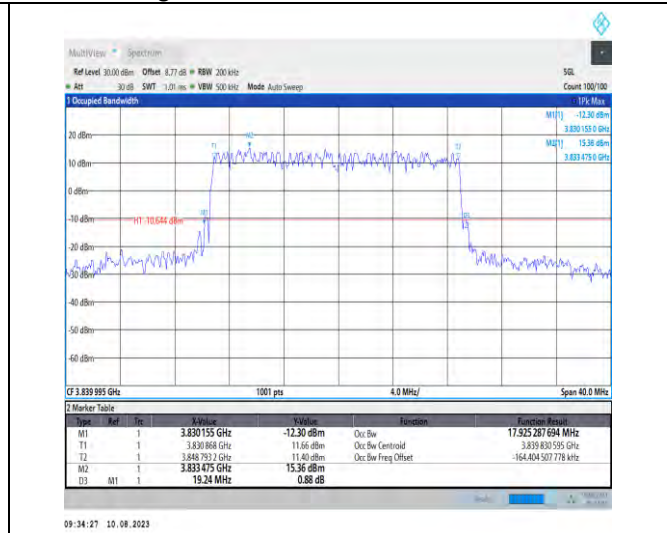 MultiView Spectrum
Ref Level 30.00 dBm Offset 8.77 dB RBW 200 kHz SGL
Att 30 dB SWT 1.01 ms VBW 500 kHz Mode Auto Sweep Count 100/100
1 Occupied Bandwidth 1Pk Max
M1[1] -12.30 dBm
3.830 155 0 GHz
M2[1] 15.36 dBm
3.833 475 0 GHz
20 dBm
M2
T1 T2
10 dBm
0 dBm
M1 D3
-10 dBm H1 -10.644 dBm
-20 dBm
-40 dBm
-50 dBm
-60 dBm
CF 3.839 995 GHz 1001 pts 4.0 MHz/ Span 40.0 MHz
2 Marker Table
Type Ref Trc X-Value Y-Value Function Function Result
M1 1 3.830 155 GHz -12.30 dBm Occ Bw 17.925 287 694 MHz
T1 1 3.830 868 GHz 11.66 dBm Occ Bw Centroid 3.839 830 595 GHz
T2 1 3.848 793 2 GHz 11.40 dBm Occ Bw Freq Offset -164.404 507 778 kHz
M2 1 3.833 475 GHz 15.36 dBm
D3 M1 1 19.24 MHz 0.88 dB
09:34:27 10.08.2023